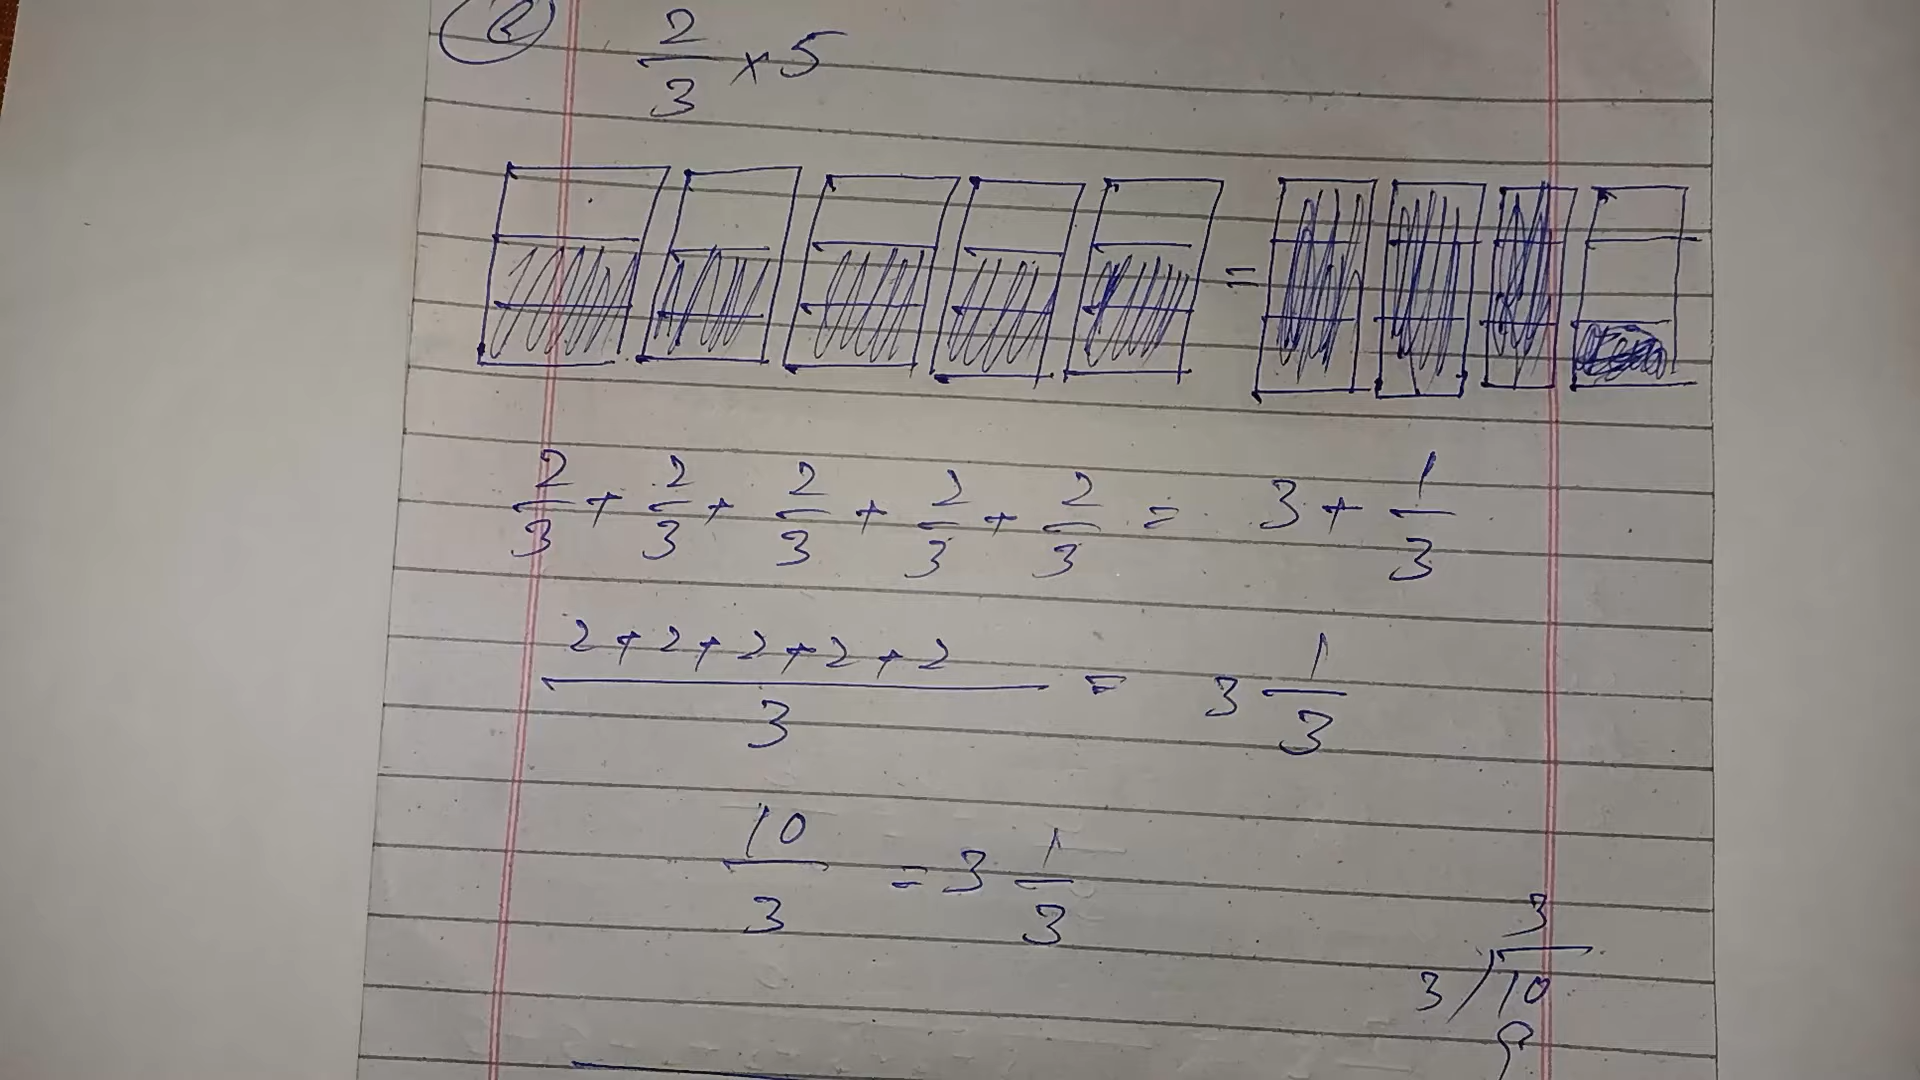 2/3 × 5
=
2/3 + 2/3 + 2/3 + 2/3 + 2/3 = 3 + 1/3
2+2+2+2+2/3 = 3 1/3
10/3 = 3 1/3
3
3/10
9